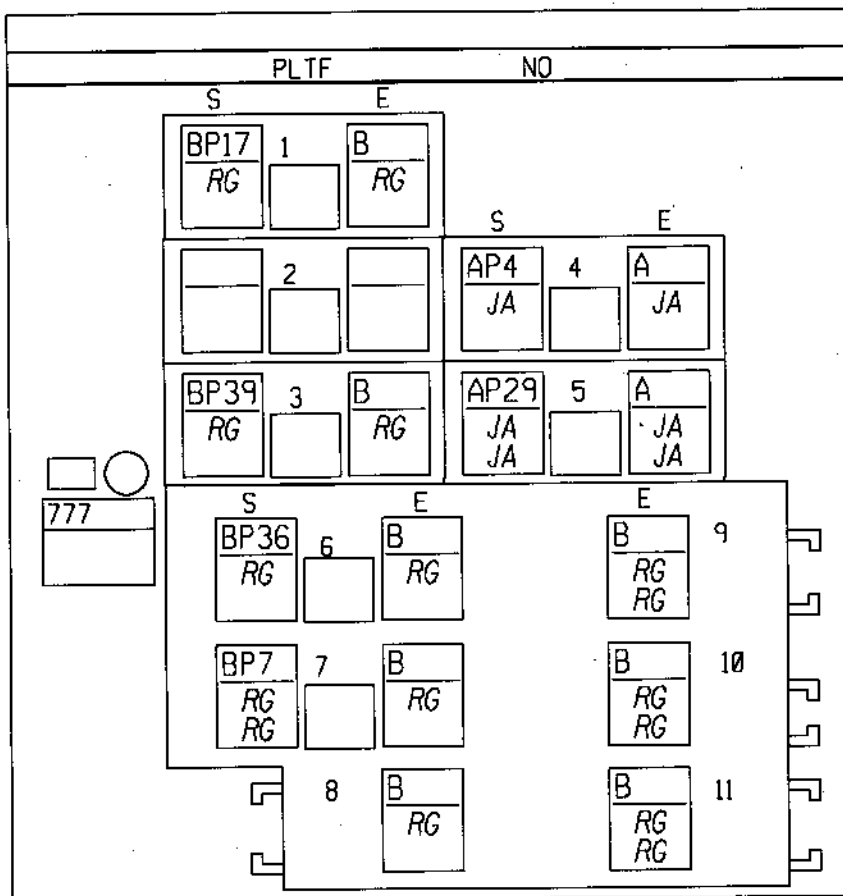 PLTF NO
S E
BP17 1 B
RG RG
S E
2 AP4 4 A
JA JA
BP39 3 B AP29 5 A
RG RG JA JA
JA JA
S E E
777
BP36 6 B B 9
RG RG RG
RG
BP7 7 B B 10
RG RG RG
RG RG
8 B B 11
RG RG
RG